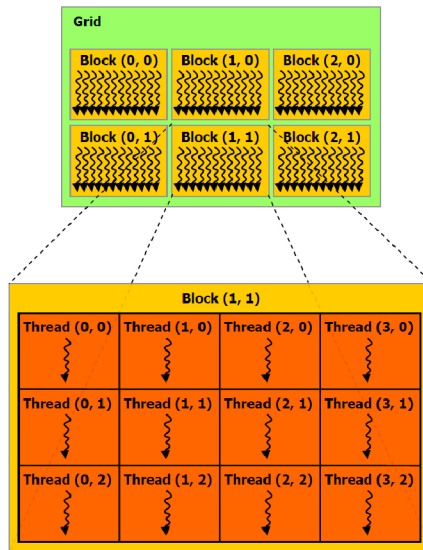 Grid
Block (0, 0) Block (1, 0) Block (2, 0)
Block (0, 1) Block (1, 1) Block (2, 1)
Block (1, 1)
Thread (0, 0) Thread (1, 0) Thread (2, 0) Thread (3, 0)
Thread (0, 1) Thread (1, 1) Thread (2, 1) Thread (3, 1)
Thread (0, 2) Thread (1, 2) Thread (2, 2) Thread (3, 2)